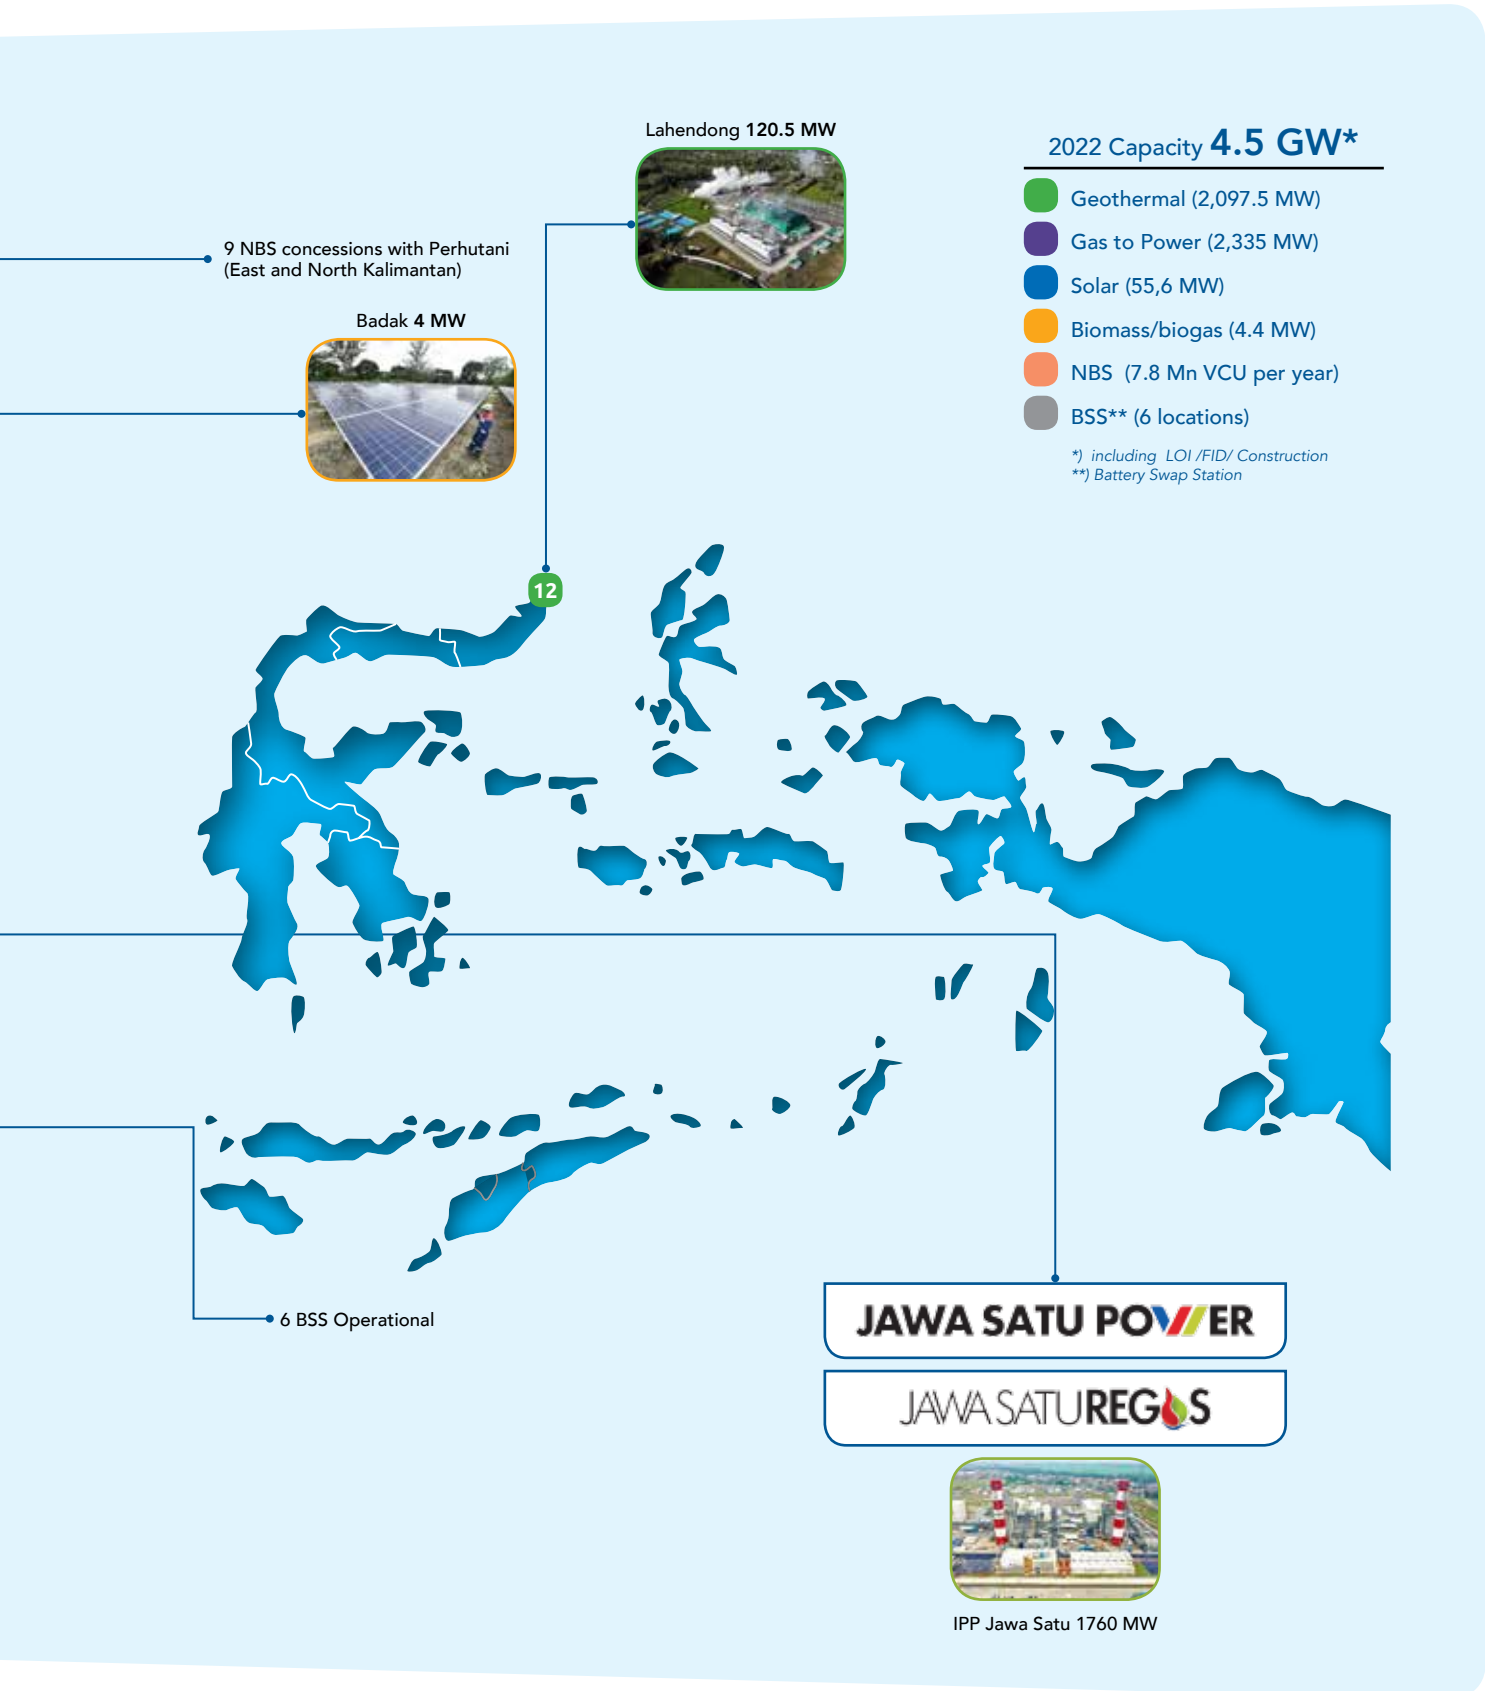 Lahendong 120.5 MW
2022 Capacity 4.5 GW*
Geothermal (2,097.5 MW)
Gas to Power (2,335 MW)
Solar (55,6 MW)
Biomass/biogas (4.4 MW)
NBS (7.8 Mn VCU per year)
BSS** (6 locations)
*) including LOI /FID/ Construction
**) Battery Swap Station
9 NBS concessions with Perhutani
(East and North Kalimantan)
Badak 4 MW
12
6 BSS Operational
JAWA SATU POWER
JAWA SATU REGAS
IPP Jawa Satu 1760 MW